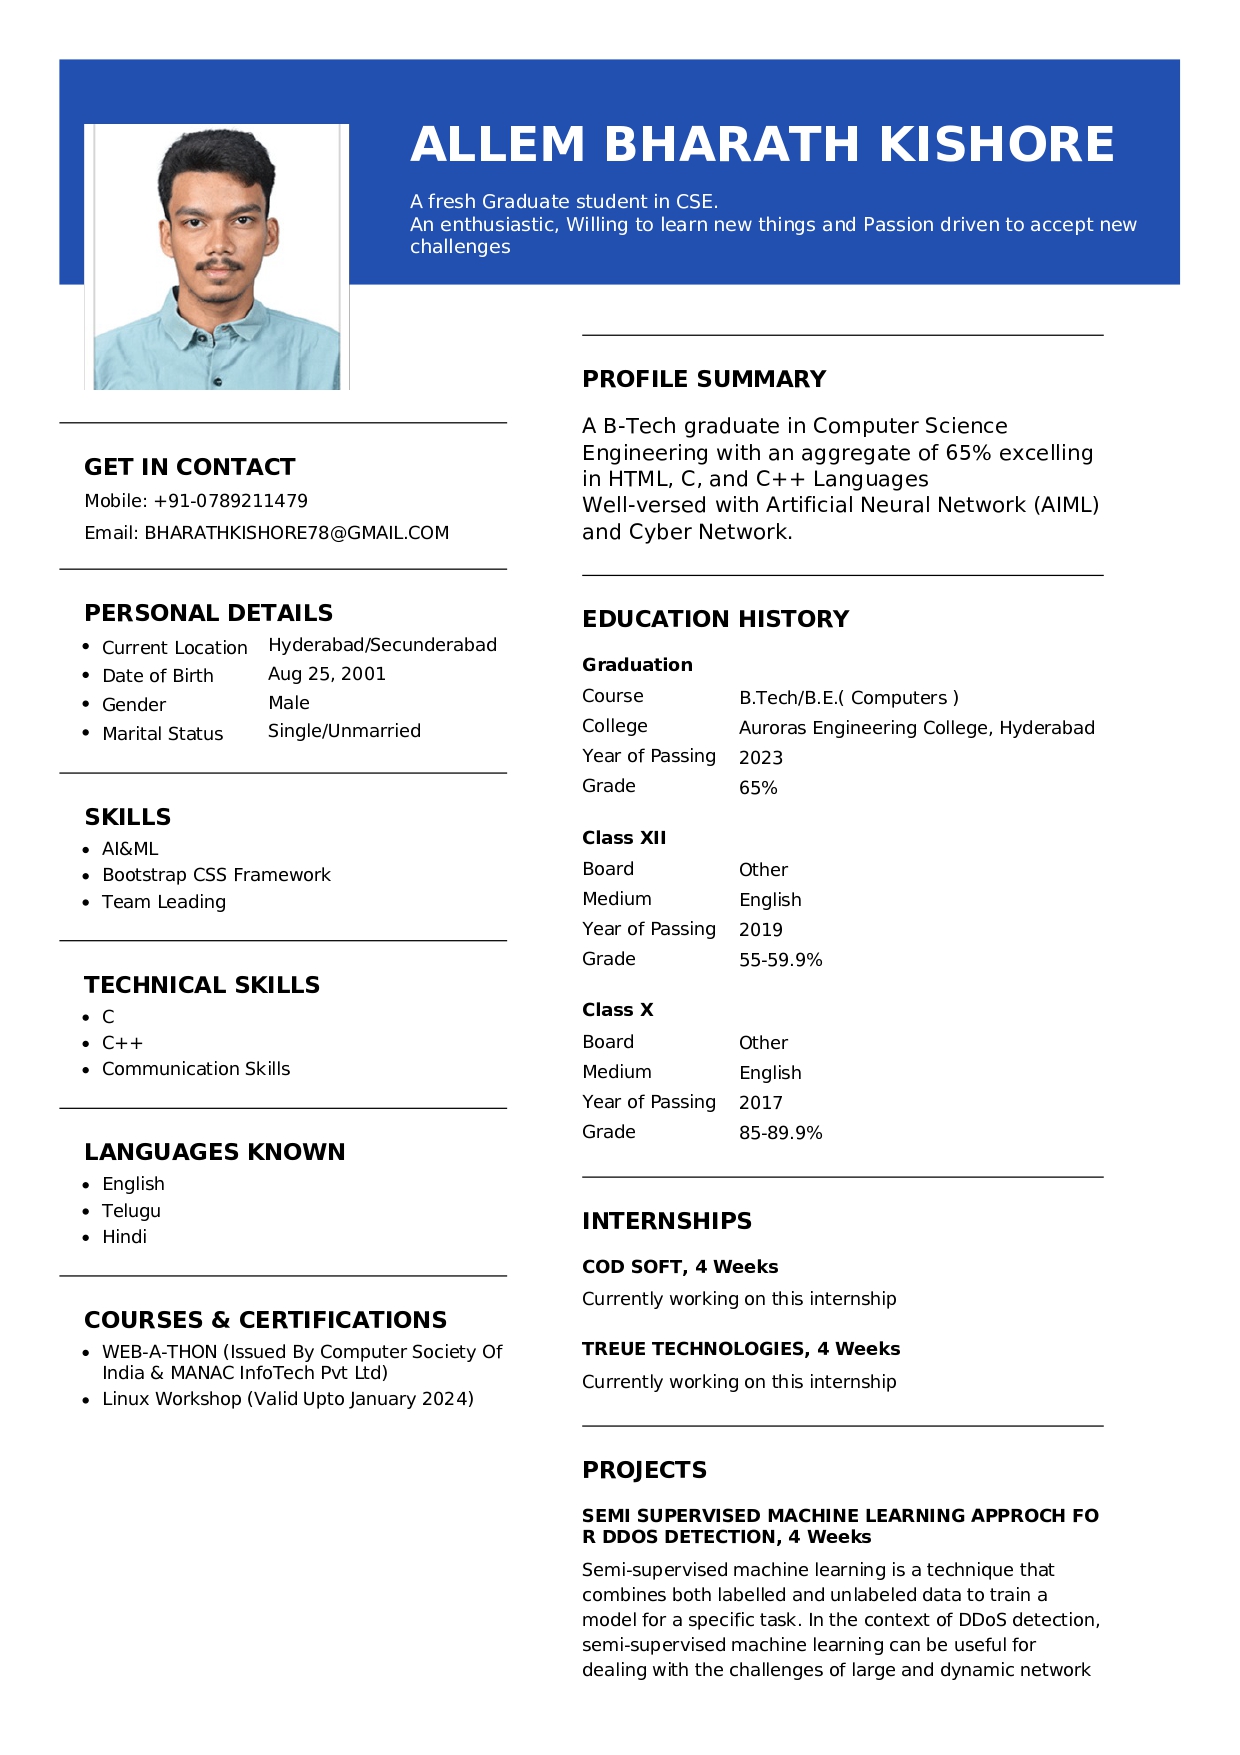 ALLEM BHARATH KISHORE
A fresh Graduate student in CSE.
An enthusiastic, Willing to learn new things and Passion driven to accept new
challenges
GET IN CONTACT
Mobile: +91-0789211479
Email: BHARATHKISHORE78@GMAIL.COM
PERSONAL DETAILS
• Current Location Hyderabad/Secunderabad
• Date of Birth Aug 25, 2001
• Gender Male
• Marital Status Single/Unmarried
SKILLS
• AI&ML
• Bootstrap CSS Framework
• Team Leading
TECHNICAL SKILLS
• C
• C++
• Communication Skills
LANGUAGES KNOWN
• English
• Telugu
• Hindi
COURSES & CERTIFICATIONS
• WEB-A-THON (Issued By Computer Society Of
India & MANAC InfoTech Pvt Ltd)
• Linux Workshop (Valid Upto January 2024)
PROFILE SUMMARY
A B-Tech graduate in Computer Science
Engineering with an aggregate of 65% excelling
in HTML, C, and C++ Languages
Well-versed with Artificial Neural Network (AIML)
and Cyber Network.
EDUCATION HISTORY
Graduation
Course B.Tech/B.E.( Computers )
College Auroras Engineering College, Hyderabad
Year of Passing 2023
Grade 65%
Class XII
Board Other
Medium English
Year of Passing 2019
Grade 55-59.9%
Class X
Board Other
Medium English
Year of Passing 2017
Grade 85-89.9%
INTERNSHIPS
COD SOFT, 4 Weeks
Currently working on this internship
TREUE TECHNOLOGIES, 4 Weeks
Currently working on this internship
PROJECTS
SEMI SUPERVISED MACHINE LEARNING APPROCH FO
R DDOS DETECTION, 4 Weeks
Semi-supervised machine learning is a technique that
combines both labelled and unlabeled data to train a
model for a specific task. In the context of DDoS detection,
semi-supervised machine learning can be useful for
dealing with the challenges of large and dynamic network